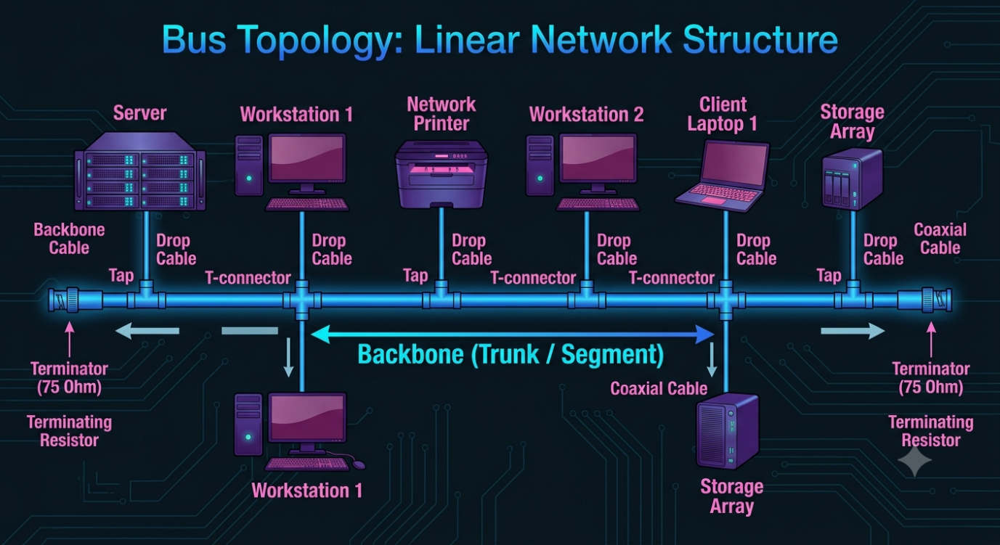 Bus Topology: Linear Network Structure
Server
Workstation 1
Network
Printer
Workstation 2
Client
Laptop 1
Storage
Array
Backbone
Cable
Drop
Cable
Drop
Cable
Drop
Cable
Drop
Cable
Drop
Cable
Drop
Cable
Coaxial
Cable
Tap
T-connector
Tap
T-connector
T-connector
Tap
Backbone (Trunk / Segment)
Terminator
(75 Ohm)
Terminating
Resistor
Coaxial Cable
Terminator
(75 Ohm)
Terminating
Resistor
Workstation 1
Storage
Array